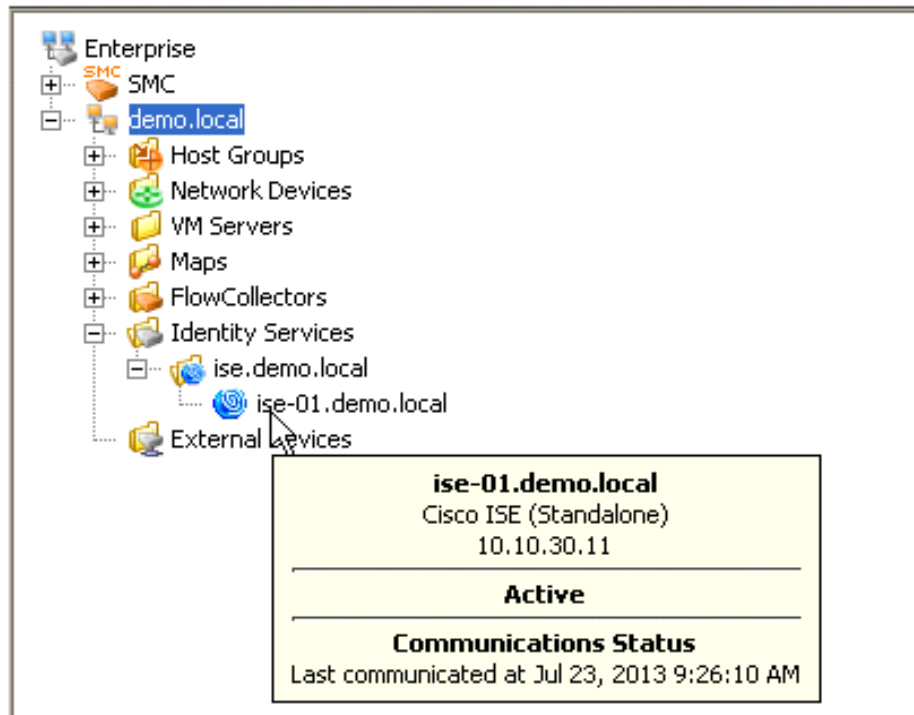 Enterprise
SMC
SMC
demo.local
Host Groups
Network Devices
VM Servers
Maps
FlowCollectors
Identity Services
ise.demo.local
ise-01.demo.local
External Devices
ise-01.demo.local
Cisco ISE (Standalone)
10.10.30.11
Active
Communications Status
Last communicated at Jul 23, 2013 9:26:10 AM